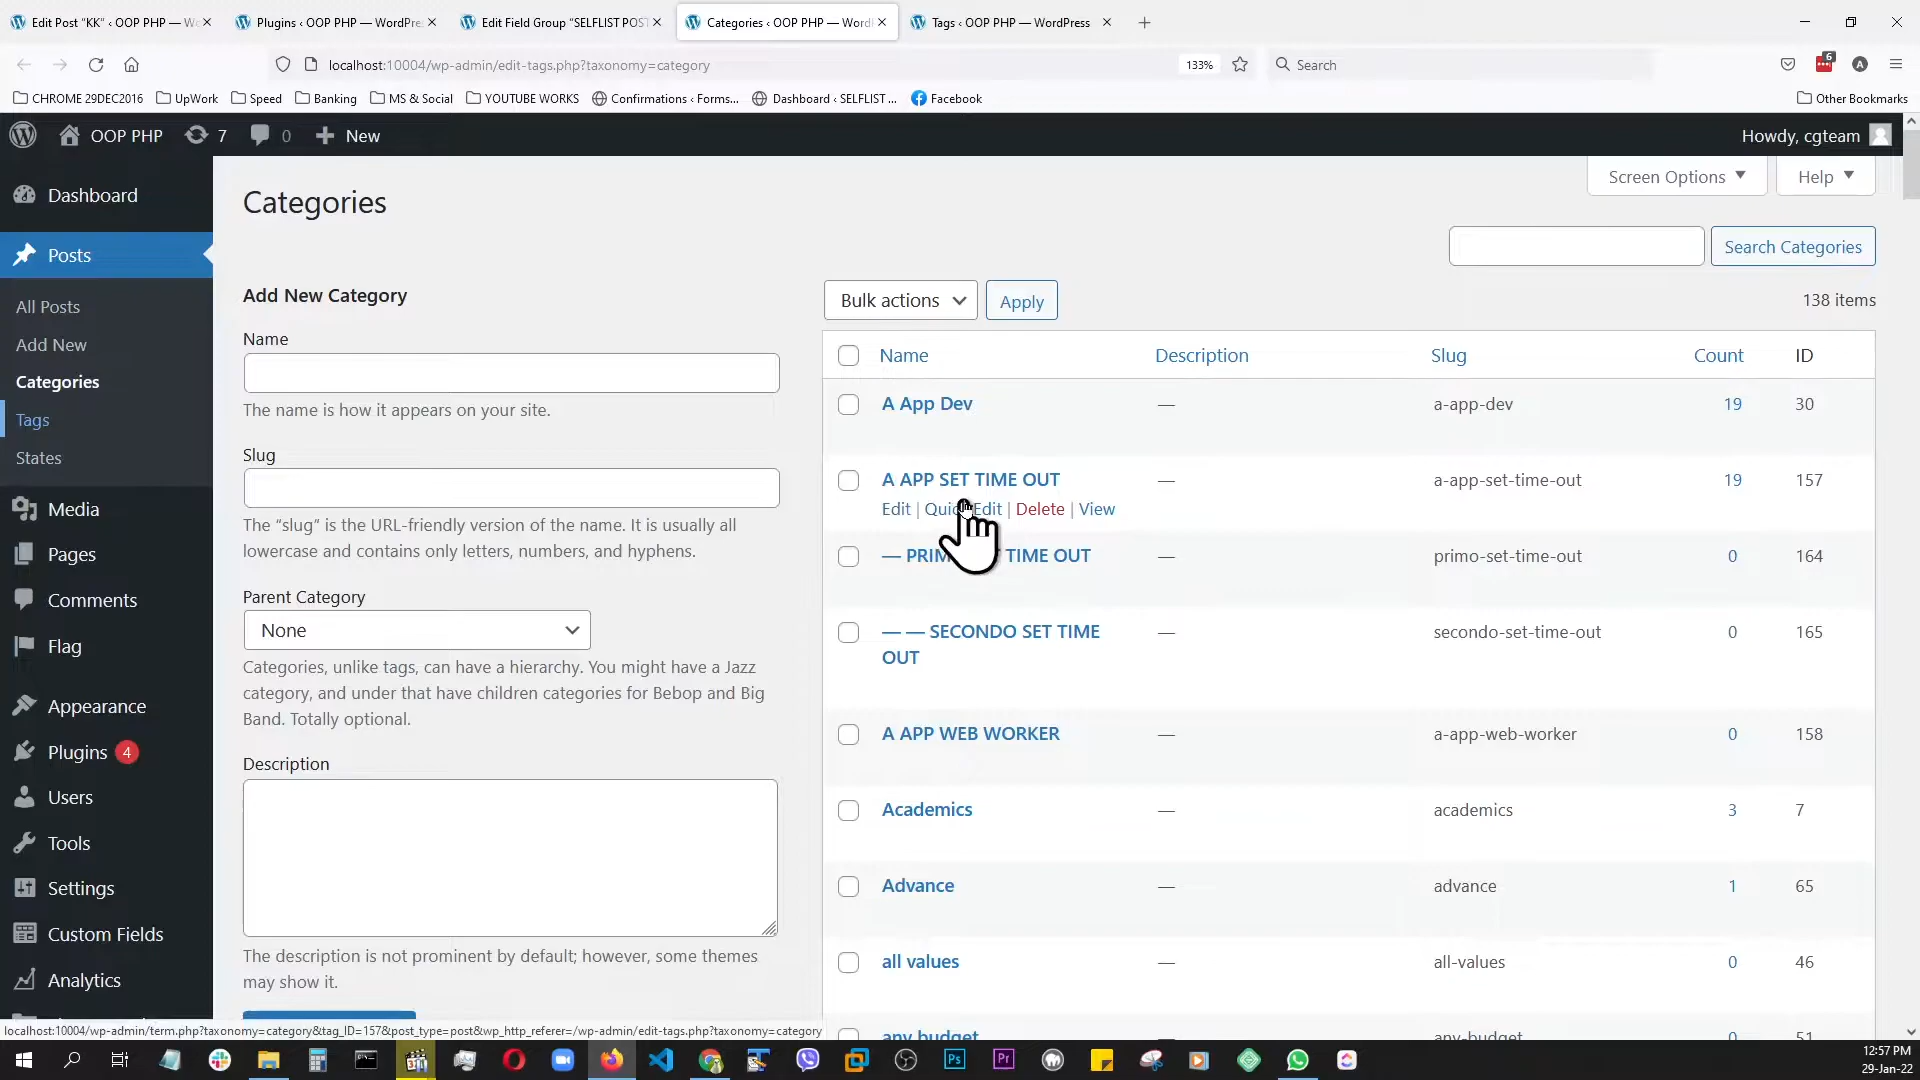 Edit Post "KK" ‹ OOP PHP — Wo
Plugins ‹ OOP PHP — WordPre
Edit Field Group "SELFLIST POST
Categories ‹ OOP PHP — Word
Tags ‹ OOP PHP — WordPress
localhost:10004/wp-admin/edit-tags.php?taxonomy=category
133%
Search
6
A
CHROME 29DEC2016
UpWork
Speed
Banking
MS & Social
YOUTUBE WORKS
Confirmations ‹ Forms...
Dashboard ‹ SELFLIST ...
Facebook
Other Bookmarks
OOP PHP
7
0
New
Howdy, cgteam
Dashboard
Posts
All Posts
Add New
Categories
Tags
States
Media
Pages
Comments
Flag
Appearance
Plugins 4
Users
Tools
Settings
Custom Fields
Analytics
Categories
Screen Options
Help
Search Categories
Add New Category
Name
The name is how it appears on your site.
Slug
The “slug” is the URL-friendly version of the name. It is usually all
lowercase and contains only letters, numbers, and hyphens.
Parent Category
None
Categories, unlike tags, can have a hierarchy. You might have a Jazz
category, and under that have children categories for Bebop and Big
Band. Totally optional.
Description
The description is not prominent by default; however, some themes
may show it.
Bulk actions
Apply
138 items
Name Description Slug Count ID
A App Dev — a-app-dev 19 30
A APP SET TIME OUT — a-app-set-time-out 19 157
Edit | Quick Edit | Delete | View
— PRIM TIME OUT — primo-set-time-out 0 164
— — SECONDO SET TIME
OUT — secondo-set-time-out 0 165
A APP WEB WORKER — a-app-web-worker 0 158
Academics — academics 3 7
Advance — advance 1 65
all values — all-values 0 46
any budget any-budget 0 51
localhost:10004/wp-admin/term.php?taxonomy=category&tag_ID=157&post_type=post&wp_http_referer=/wp-admin/edit-tags.php?taxonomy=category
Ps
Pr
12:57 PM
29-Jan-22